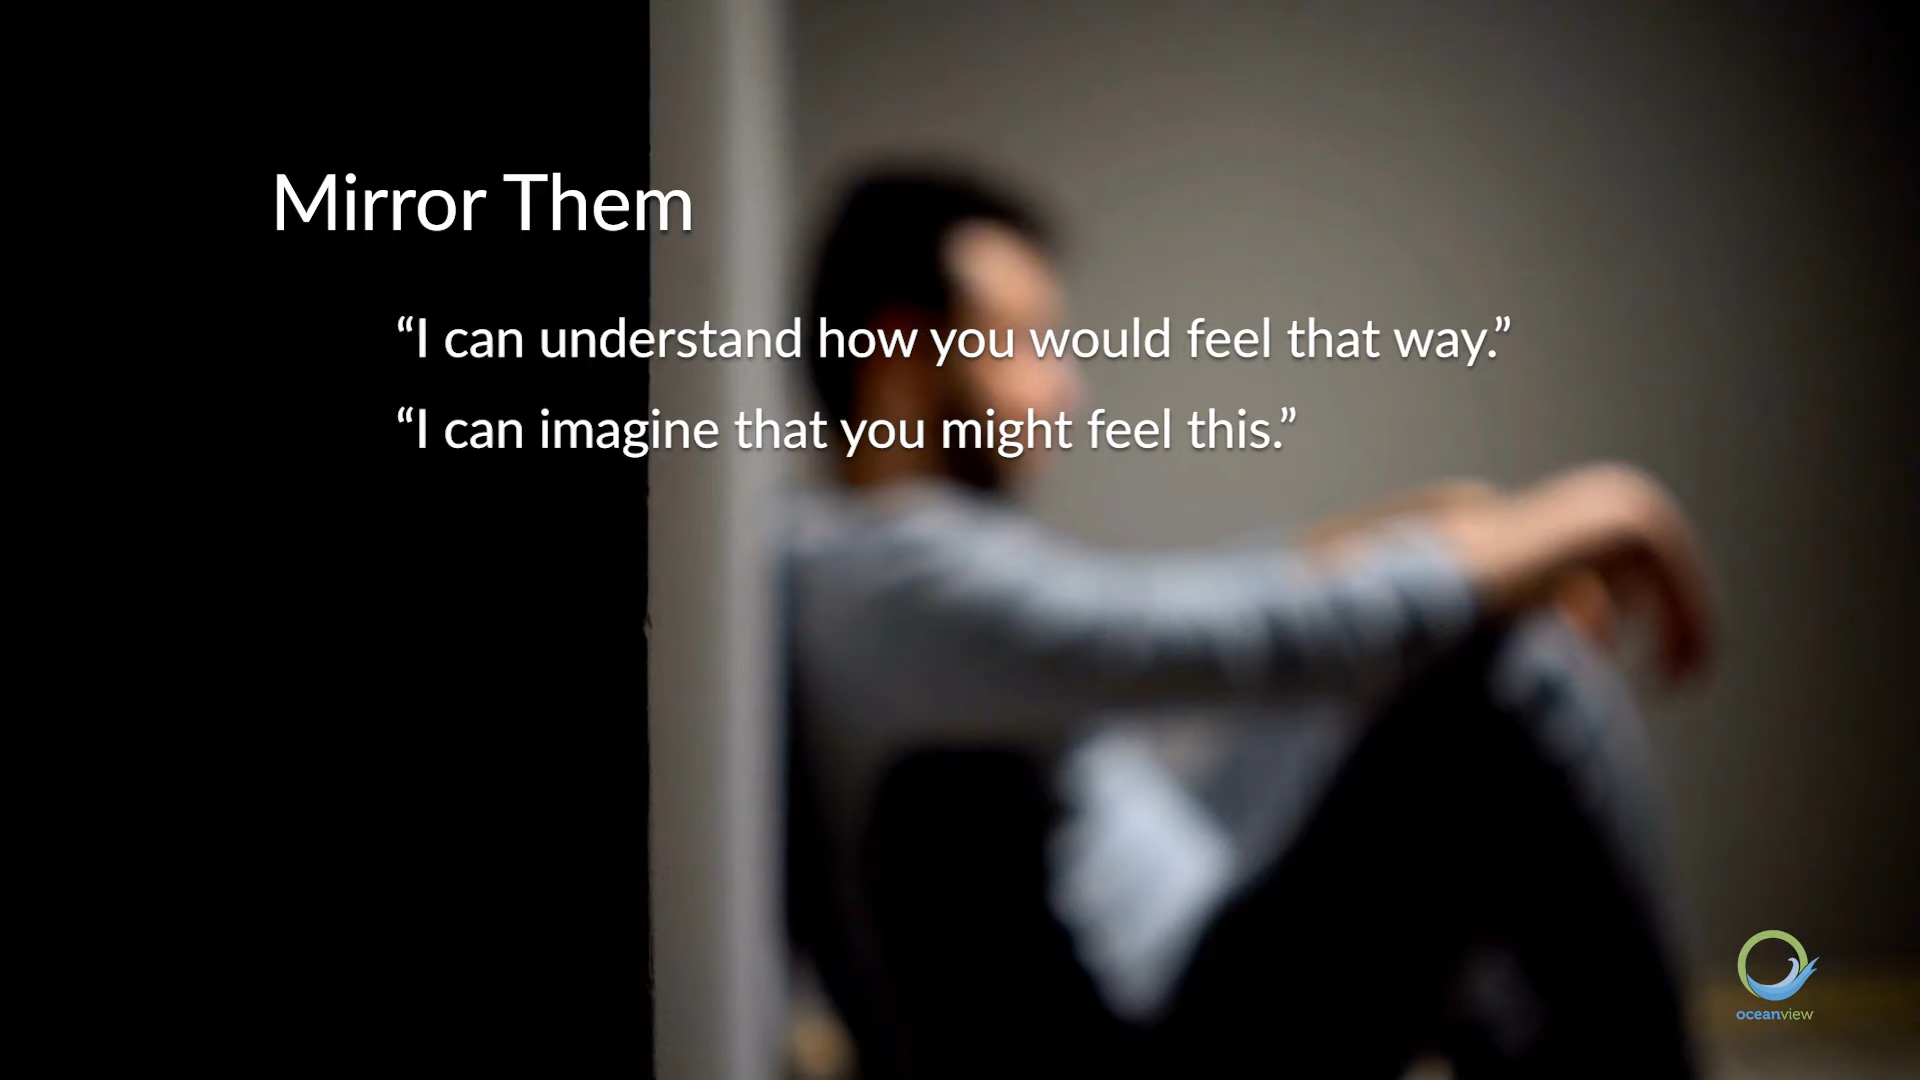 Mirror Them
“I can understand how you would feel that way.”
“I can imagine that you might feel this.”
oceanview